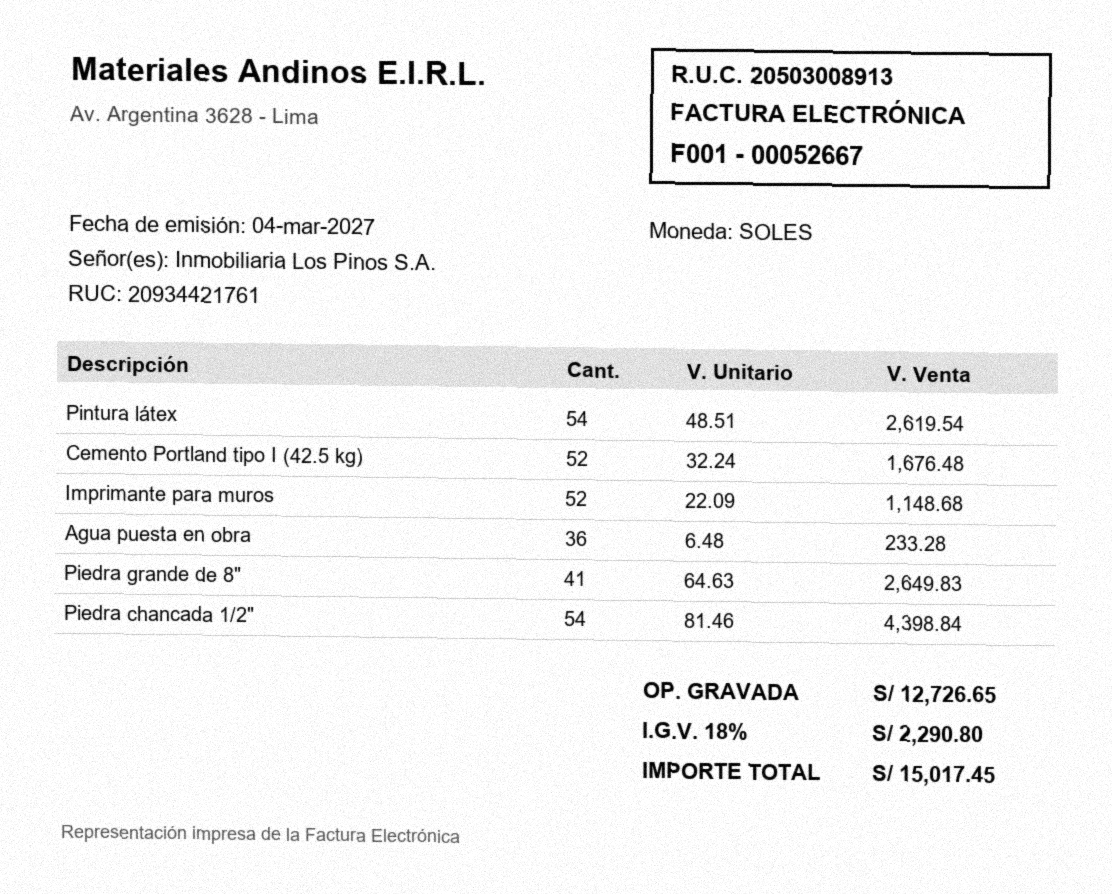 Materiales Andinos E.I.R.L.
Av. Argentina 3628 - Lima
R.U.C. 20503008913
FACTURA ELECTRÓNICA
F001 - 00052667
Fecha de emisión: 04-mar-2027
Moneda: SOLES
Señor(es): Inmobiliaria Los Pinos S.A.
RUC: 20934421761
Descripción Cant. V. Unitario V. Venta
Pintura látex 54 48.51 2,619.54
Cemento Portland tipo I (42.5 kg) 52 32.24 1,676.48
Imprimante para muros 52 22.09 1,148.68
Agua puesta en obra 36 6.48 233.28
Piedra grande de 8" 41 64.63 2,649.83
Piedra chancada 1/2" 54 81.46 4,398.84
OP. GRAVADA S/ 12,726.65
I.G.V. 18% S/ 2,290.80
IMPORTE TOTAL S/ 15,017.45
Representación impresa de la Factura Electrónica